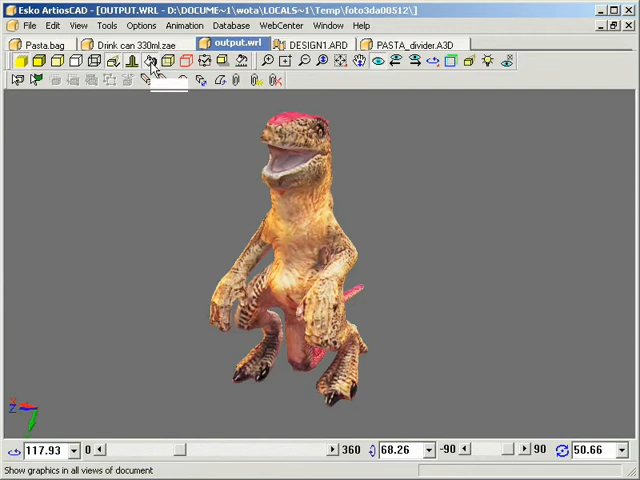 Esko ArtiosCAD - [OUTPUT.WRL - D:\DOCUME~1\wota\LOCALS~1\Temp\foto3da00512\]
File Edit View Tools Options Animation Database WebCenter Window Help
Pasta.bag Drink can 330ml.zae output.wrl DESIGN1.ARD PASTA_divider.A3D
Z
117.93 0 360 68.26 -90 90 50.66
Show graphics in all views of document